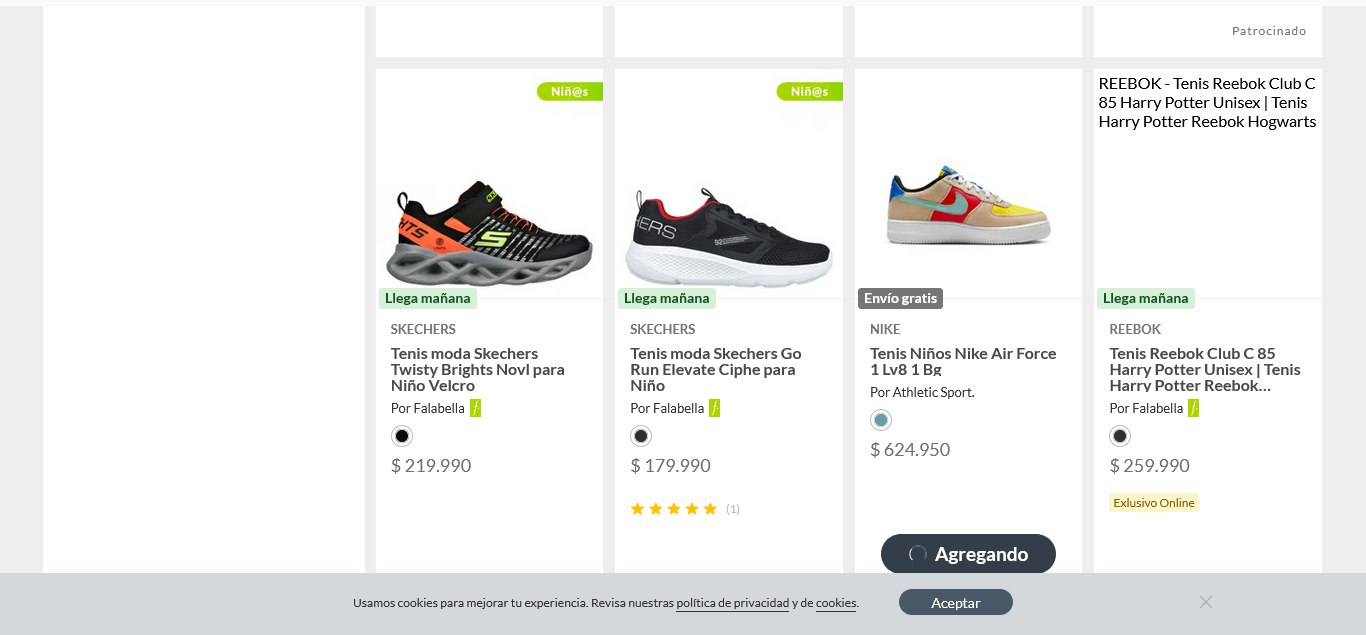 Patrocinado
Niñ@s
HTS
Llega mañana
SKECHERS
Tenis moda Skechers
Twisty Brights Novl para
Niño Velcro
Por Falabella
$ 219.990
Niñ@s
HERS
Llega mañana
SKECHERS
Tenis moda Skechers Go
Run Elevate Ciphe para
Niño
Por Falabella
$ 179.990
(1)
Envío gratis
NIKE
Tenis Niños Nike Air Force
1 Lv8 1 Bg
Por Athletic Sport.
$ 624.950
Agregando
REEBOK - Tenis Reebok Club C
85 Harry Potter Unisex | Tenis
Harry Potter Reebok Hogwarts
Llega mañana
REEBOK
Tenis Reebok Club C 85
Harry Potter Unisex | Tenis
Harry Potter Reebok...
Por Falabella
$ 259.990
Exlusivo Online
Usamos cookies para mejorar tu experiencia. Revisa nuestras política de privacidad y de cookies.
Aceptar